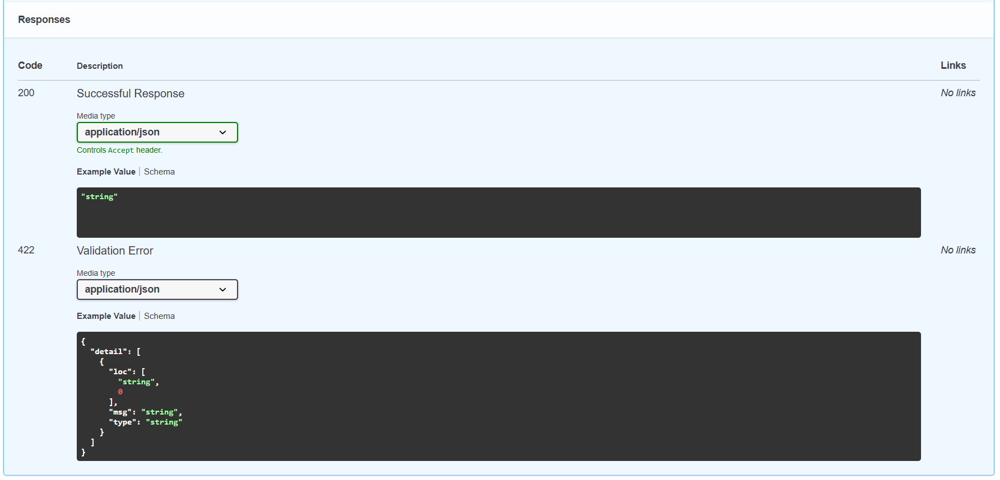 Responses
Code Description Links
200 Successful Response No links
Media type
application/json
Controls Accept header.
Example Value Schema
"string"
422 Validation Error No links
Media type
application/json
Example Value Schema
{
  "detail": [
    {
      "loc": [
        "string",
        0
      ],
      "msg": "string",
      "type": "string"
    }
  ]
}